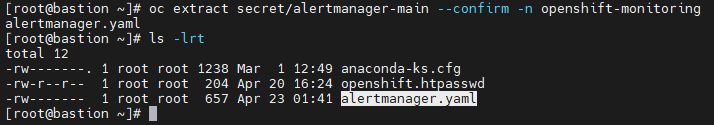 [root@bastion ~]# oc extract secret/alertmanager-main --confirm -n openshift-monitoring
alertmanager.yaml
[root@bastion ~]# ls -lrt
total 12
-rw-------. 1 root root 1238 Mar  1 12:49 anaconda-ks.cfg
-rw-r--r--  1 root root  204 Apr 20 16:24 openshift.htpasswd
-rw-------  1 root root  657 Apr 23 01:41 alertmanager.yaml
[root@bastion ~]#